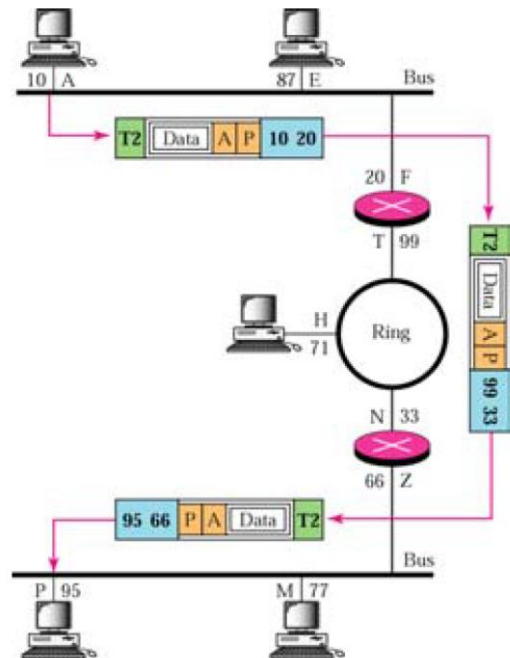 10 A 87 E Bus
T2 Data A P 10 20
20 F
T 99
T2 Data A P 99 33
H
71
Ring
N 33
66 Z
95 66 P A Data T2
Bus
P 95 M 77